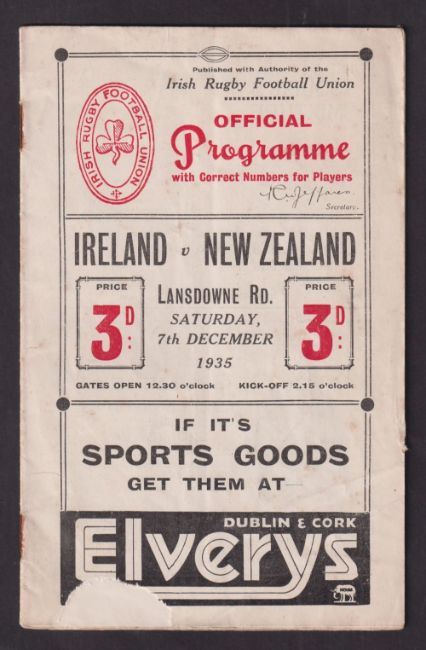 Published with Authority of the
Irish Rugby Football Union
IRISH RUGBY FOOTBALL UNION
OFFICIAL
Programme
with Correct Numbers for Players
Secretary.
IRELAND v NEW ZEALAND
PRICE
3D:
LANSDOWNE RD.
SATURDAY,
7th DECEMBER
1935
PRICE
3D:
GATES OPEN 12.30 o'clock KICK-OFF 2.15 o'clock
IF IT'S
SPORTS GOODS
GET THEM AT
DUBLIN & CORK
Elverys